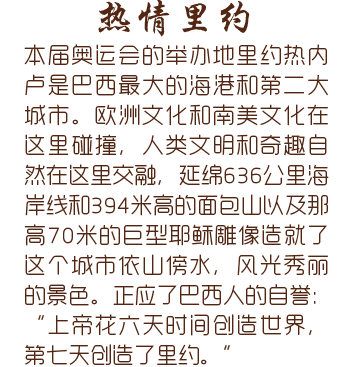 热情里约
本届奥运会的举办地里约热内
卢是巴西最大的海港和第二大
城市。欧洲文化和南美文化在
这里碰撞，人类文明和奇趣自
然在这里交融，延绵636公里海
岸线和394米高的面包山以及那
高70米的巨型耶稣雕像造就了
这个城市依山傍水，风光秀丽
的景色。正应了巴西人的自誉：
“上帝花六天时间创造世界，
第七天创造了里约。”